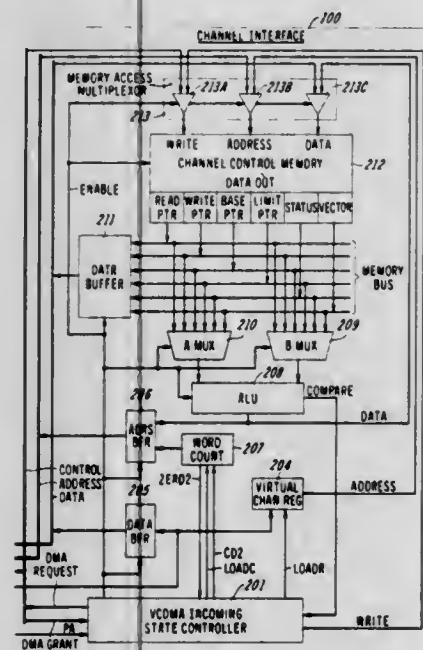 100
CHANNEL INTERFACE
MEMORY ACCESS
MULTIPLEXOR
213A
213B
213C
213
WRITE ADDRESS DATA
CHANNEL CONTROL MEMORY
212
DATA OUT
ENABLE
READ PTR
WRITE PTR
BASE PTR
LIMIT PTR
STATUS
VECTOR
211
DATA
BUFFER
MEMORY
BUS
210
A MUX
B MUX
209
208
ALU
COMPARE
206
ADRS
BFR
DATA
WORD
COUNT
207
204
VIRTUAL
CHAN REG
ADDRESS
ZERO2
205
DATA
BFR
CONTROL
ADDRESS
DATA
CD2
LOADC
LOADR
DMA
REQUEST
201
VCDMA INCOMING
STATE CONTROLLER
PA
WRITE
DMA GRANT